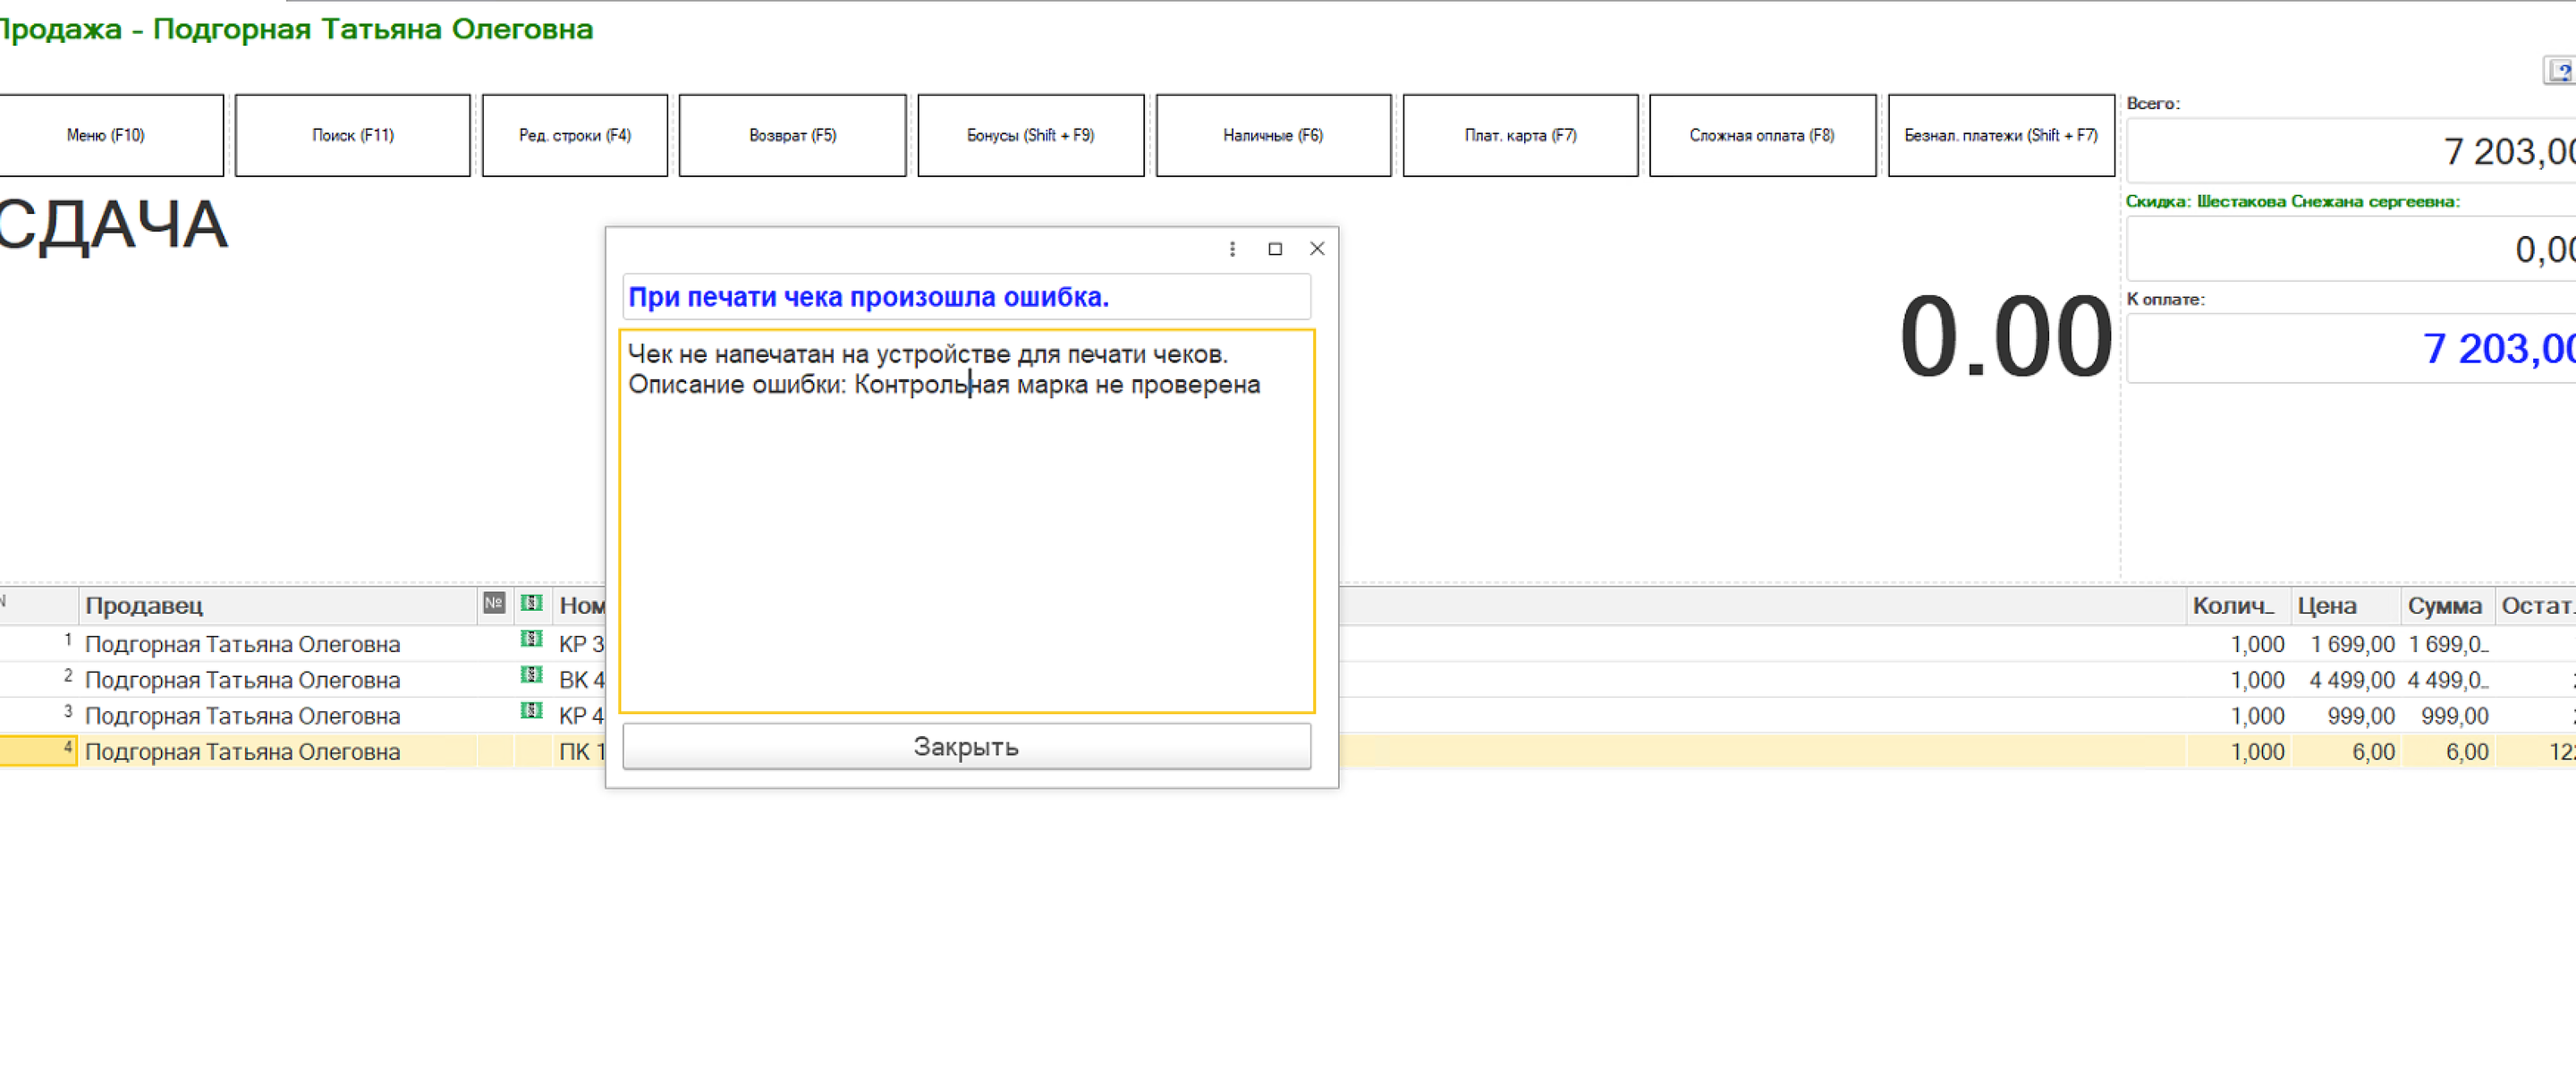 Продажа - Подгорная Татьяна Олеговна
Меню (F10)
Поиск (F11)
Ред. строки (F4)
Возврат (F5)
Бонусы (Shift + F9)
Наличные (F6)
Плат. карта (F7)
Сложная оплата (F8)
Безнал. платежи (Shift + F7)
Всего:
7 203,00
СДАЧА
Скидка: Шестакова Снежана сергеевна:
0,00
К оплате:
7 203,00
0.00
При печати чека произошла ошибка.
Чек не напечатан на устройстве для печати чеков.
Описание ошибки: Контрольная марка не проверена
Закрыть
N Продавец № Ном Колич... Цена Сумма Остат.
1 Подгорная Татьяна Олеговна КР 3 1,000 1 699,00 1 699,0...
2 Подгорная Татьяна Олеговна ВК 4 1,000 4 499,00 4 499,0...
3 Подгорная Татьяна Олеговна КР 4 1,000 999,00 999,00
4 Подгорная Татьяна Олеговна ПК 1 1,000 6,00 6,00